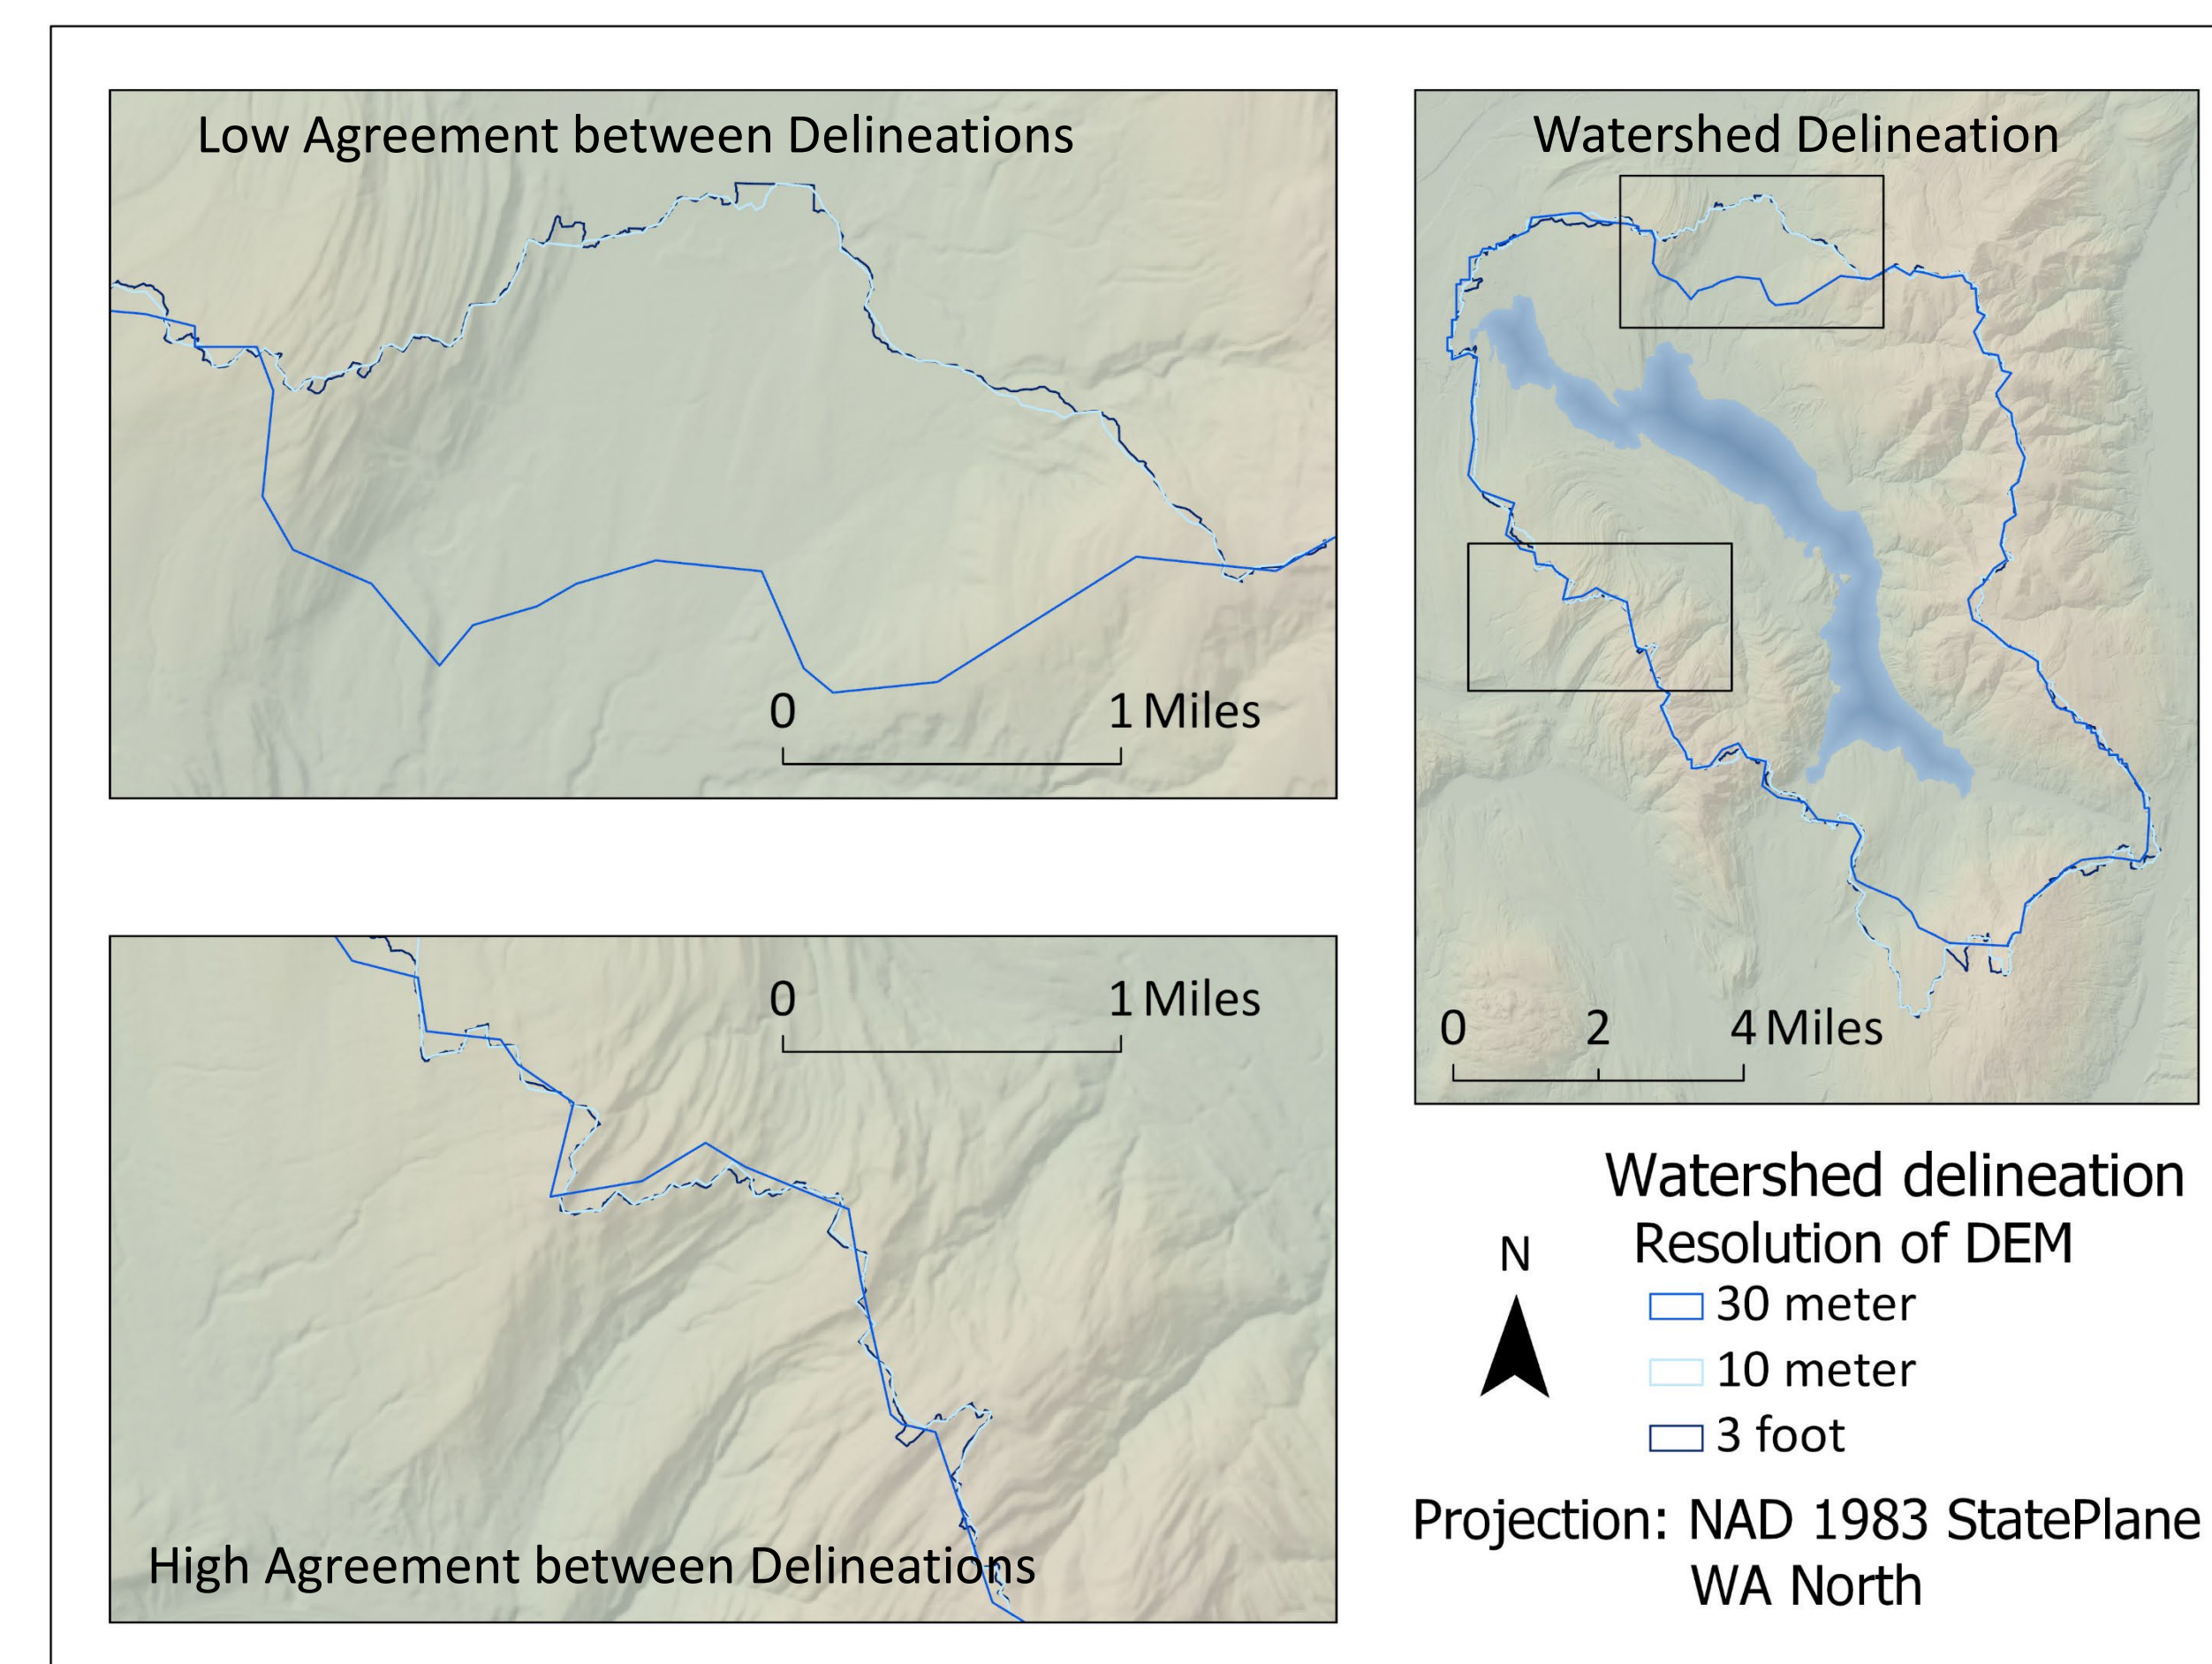 Low Agreement between Delineations
0 1 Miles
Watershed Delineation
0 2 4 Miles
0 1 Miles
High Agreement between Delineations
Watershed delineation
Resolution of DEM
N
30 meter
10 meter
3 foot
Projection: NAD 1983 StatePlane
WA North